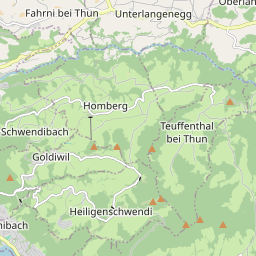 Fahrni bei Thun
Unterlangenegg
Homberg
Schwendibach
Teuffenthal
bei Thun
Goldiwil
Heiligenschwendi